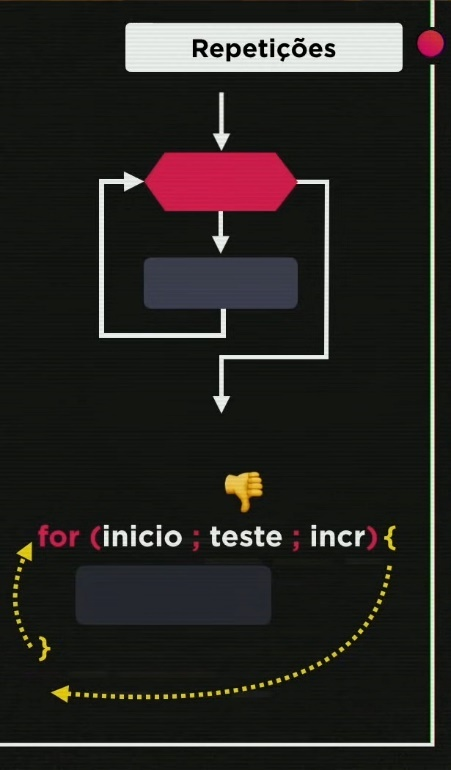 Repetições
for (inicio ; teste ; incr) {
}